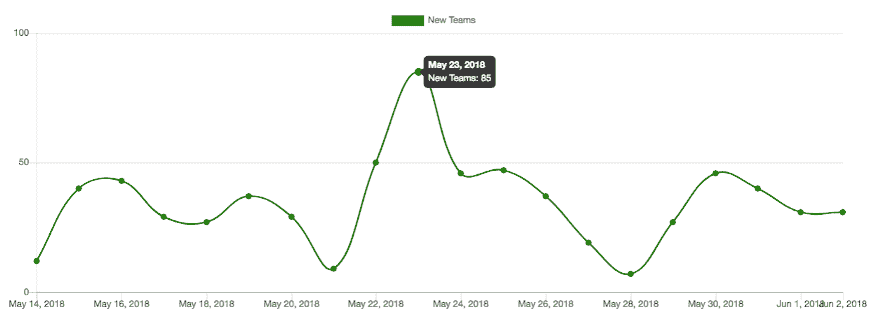 New Teams
100
May 23, 2018
New Teams: 85
50
0
May 14, 2018 May 16, 2018 May 18, 2018 May 20, 2018 May 22, 2018 May 24, 2018 May 26, 2018 May 28, 2018 May 30, 2018 Jun 1, 2018 Jun 2, 2018